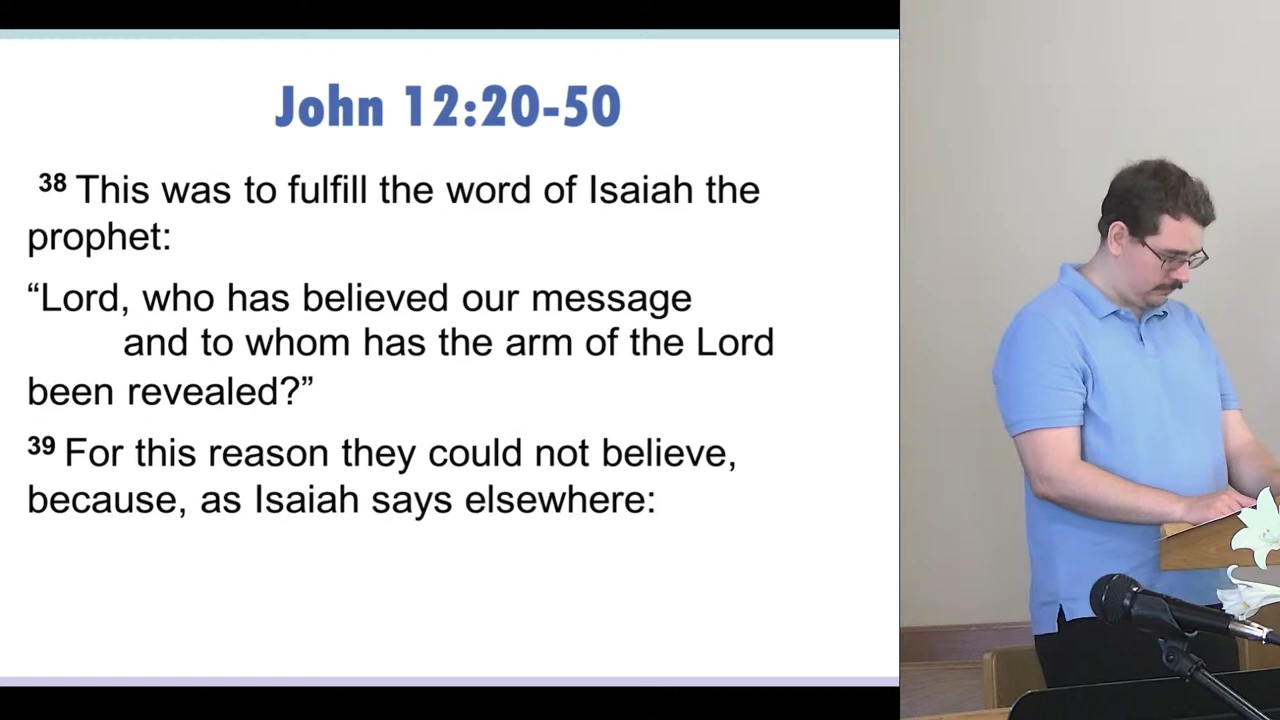 John 12:20-50
38 This was to fulfill the word of Isaiah the
prophet:
“Lord, who has believed our message
and to whom has the arm of the Lord
been revealed?”
39 For this reason they could not believe,
because, as Isaiah says elsewhere: